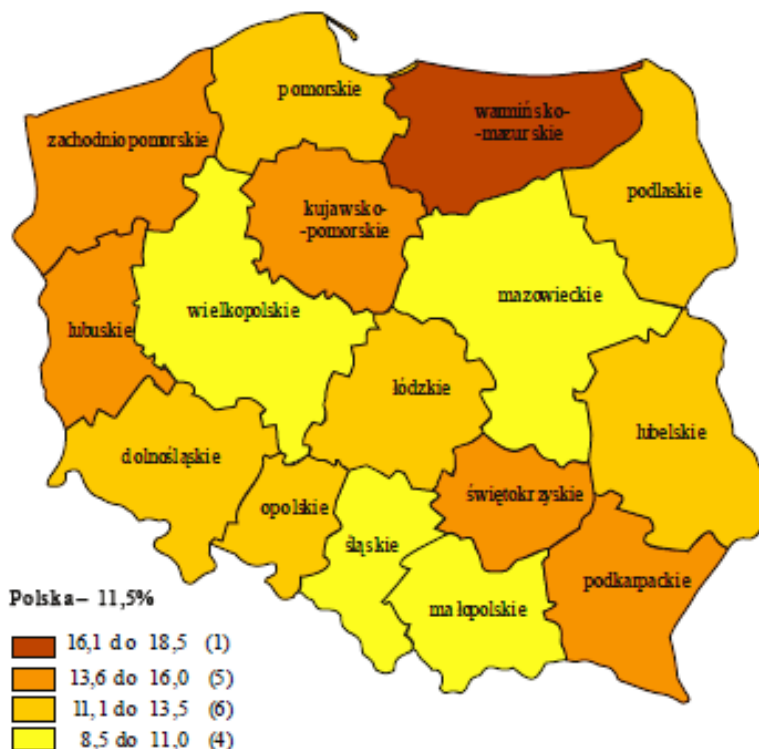 pomorskie
warmińsko-
-mazurskie
zachodniopomorskie
podlaskie
kujawsko-
-pomorskie
mazowieckie
wielkopolskie
lubuskie
łódzkie
lubelskie
dolnośląskie
świętokrzyskie
opolskie
śląskie
podkarpackie
małopolskie
Polska – 11,5%
16,1 do 18,5 (1)
13,6 do 16,0 (5)
11,1 do 13,5 (6)
8,5 do 11,0 (4)